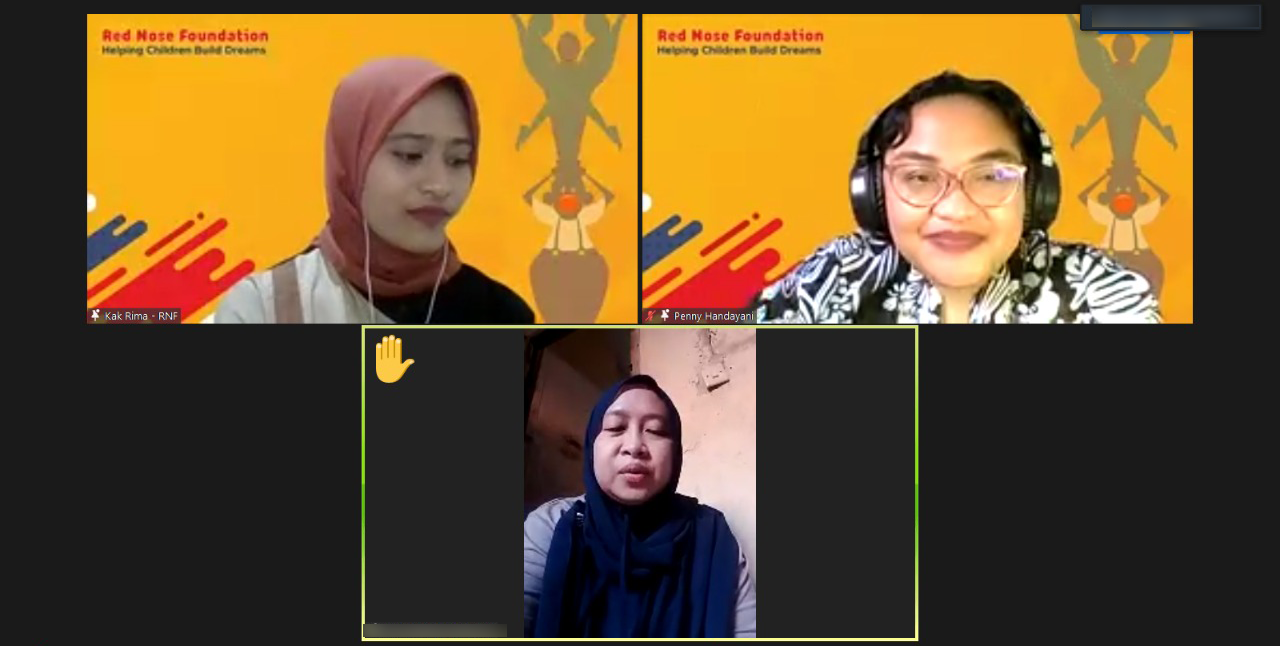 Red Nose Foundation
Helping Children Build Dreams
Red Nose Foundation
Helping Children Build Dreams
Kak Rima - RNF
Penny Handayani